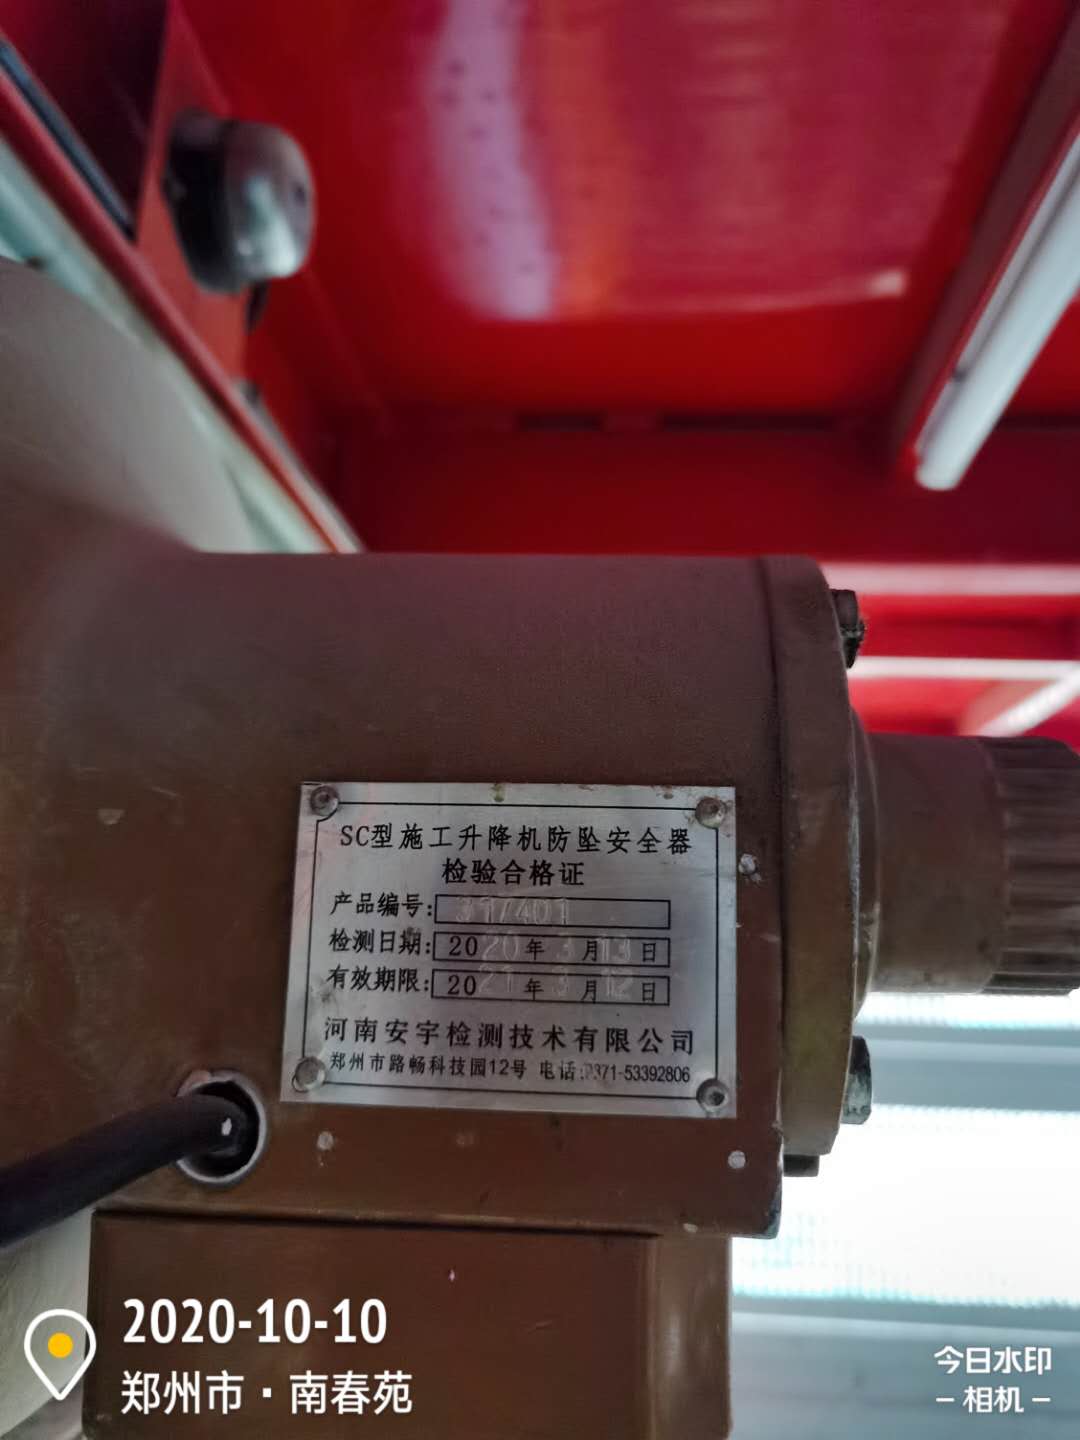 SC型施工升降机防坠安全器
检验合格证
产品编号: 317401
检测日期: 2020年3月13日
有效期限: 2021年3月12日
河南安宇检测技术有限公司
郑州市路畅科技园12号 电话:0371-53392806
2020-10-10
郑州市·南春苑
今日水印
-相机-